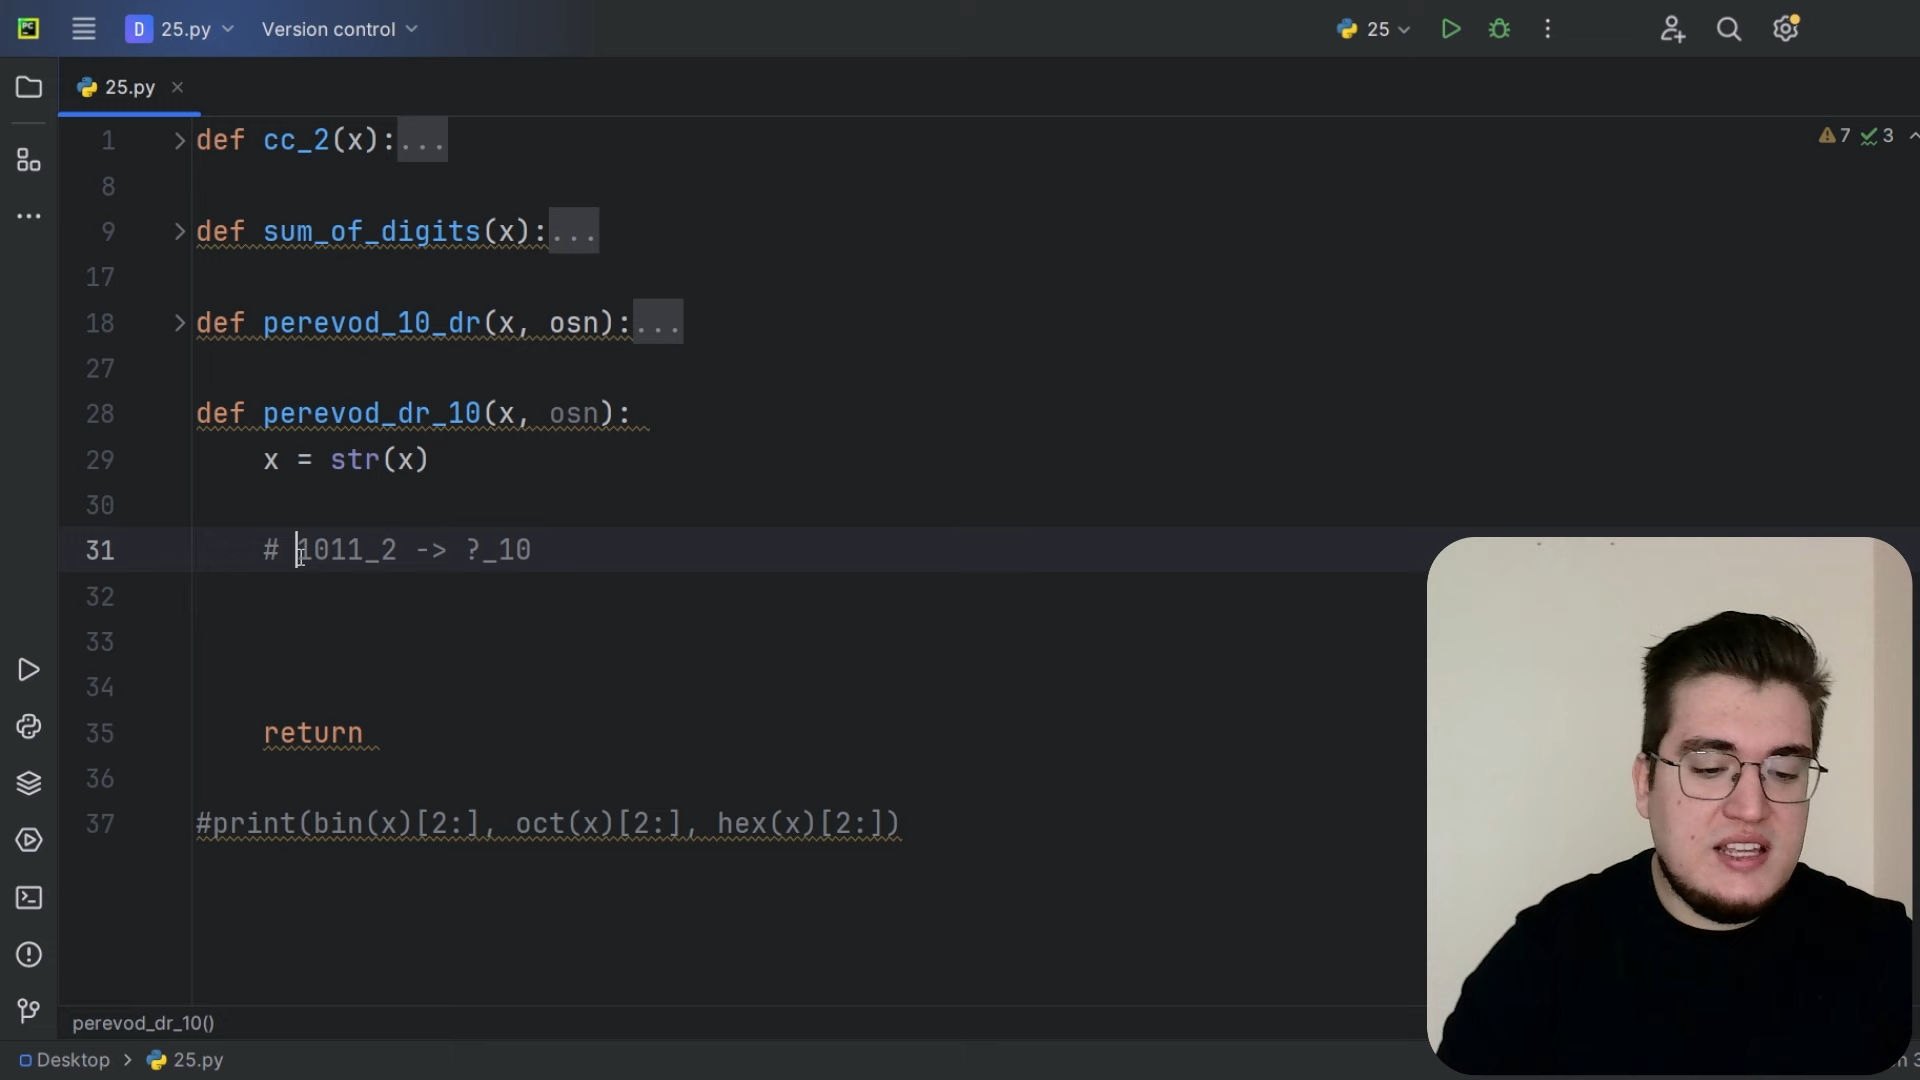 PC D 25.py Version control 25
25.py
1 def cc_2(x):...
7 3
8
9 def sum_of_digits(x):...
17
18 def perevod_10_dr(x, osn):...
27
28 def perevod_dr_10(x, osn):
29 x = str(x)
30
31 # 1011_2 -> ?_10
32
33
34
35 return
36
37 #print(bin(x)[2:], oct(x)[2:], hex(x)[2:])
perevod_dr_10()
Desktop > 25.py